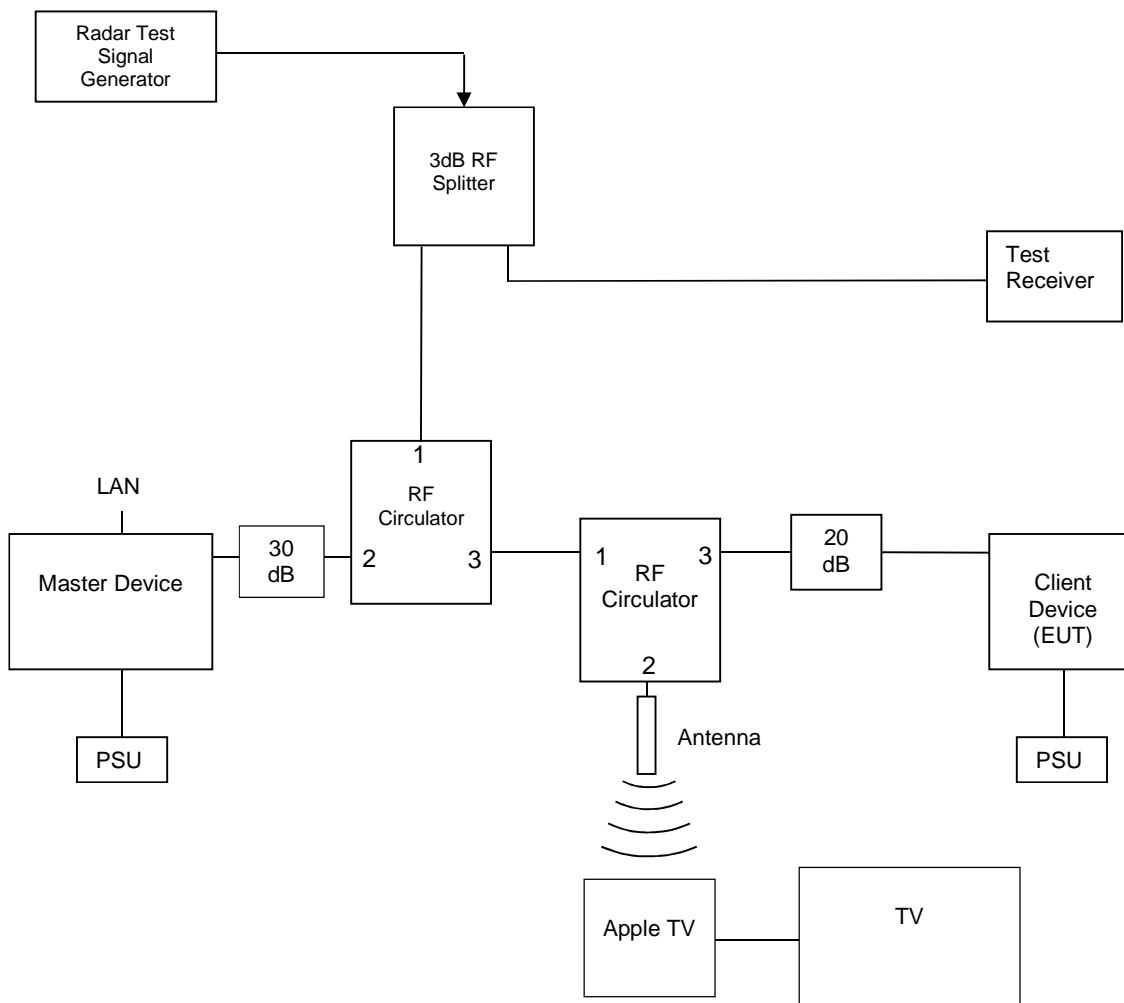 Radar Test
Signal
Generator
3dB RF
Splitter
Test
Receiver
1
RF
Circulator
2
3
LAN
30
dB
Master Device
PSU
1
3
RF
Circulator
2
20
dB
Client
Device
(EUT)
PSU
Antenna
Apple TV
TV